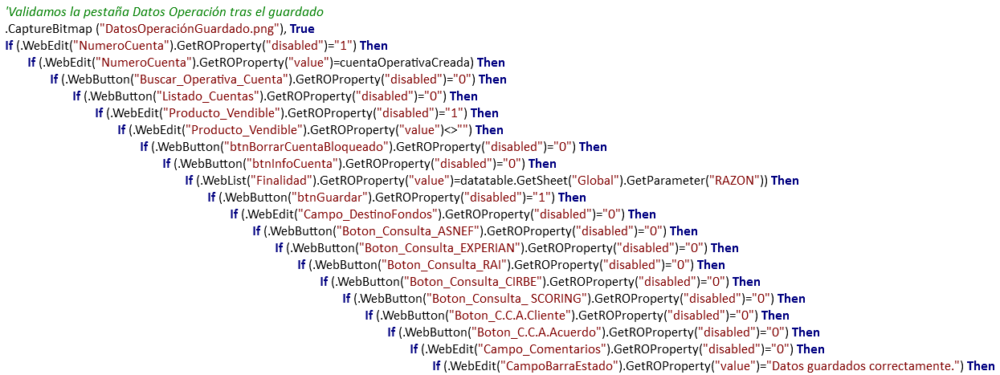 'Validamos la pestaña Datos Operación tras el guardado
.CaptureBitmap ("DatosOperaciónGuardado.png"), True
If (.WebEdit("NumeroCuenta").GetROProperty("disabled")="1") Then
If (.WebEdit("NumeroCuenta").GetROProperty("value")=cuentaOperativaCreada) Then
If (.WebButton("Buscar_Operativa_Cuenta").GetROProperty("disabled")="0") Then
If (.WebButton("Listado_Cuentas").GetROProperty("disabled")="0") Then
If (.WebEdit("Producto_Vendible").GetROProperty("disabled")="1") Then
If (.WebEdit("Producto_Vendible").GetROProperty("value")<>"") Then
If (.WebButton("btnBorrarCuentaBloqueado").GetROProperty("disabled")="0") Then
If (.WebButton("btnInfoCuenta").GetROProperty("disabled")="0") Then
If (.WebList("Finalidad").GetROProperty("value")=datatable.GetSheet("Global").GetParameter("RAZON")) Then
If (.WebButton("btnGuardar").GetROProperty("disabled")="1") Then
If (.WebEdit("Campo_DestinoFondos").GetROProperty("disabled")="0") Then
If (.WebButton("Boton_Consulta_ASNEF").GetROProperty("disabled")="0") Then
If (.WebButton("Boton_Consulta_EXPERIAN").GetROProperty("disabled")="0") Then
If (.WebButton("Boton_Consulta_RAI").GetROProperty("disabled")="0") Then
If (.WebButton("Boton_Consulta_CIRBE").GetROProperty("disabled")="0") Then
If (.WebButton("Boton_Consulta_ SCORING").GetROProperty("disabled")="0") Then
If (.WebButton("Boton_C.C.A.Cliente").GetROProperty("disabled")="0") Then
If (.WebButton("Boton_C.C.A.Acuerdo").GetROProperty("disabled")="0") Then
If (.WebEdit("Campo_Comentarios").GetROProperty("disabled")="0") Then
If (.WebEdit("CampoBarraEstado").GetROProperty("value")="Datos guardados correctamente.") Then